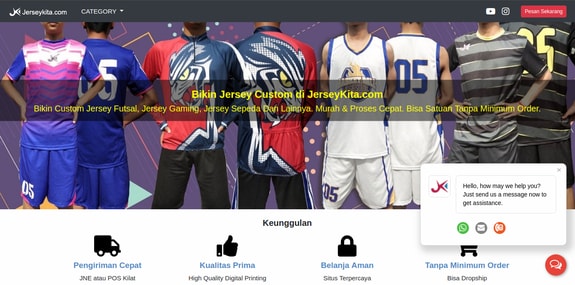 Jerseykita.com
CATEGORY
Pesan Sekarang
05
05
Bikin Jersey Custom di JerseyKita.com
Bikin Custom Jersey Futsal, Jersey Gaming, Jersey Sepeda Dan Lainnya. Murah & Proses Cepat. Bisa Satuan Tanpa Minimum Order.
05
Hello, how may we help you?
Just send us a message now to
get assistance.
Keunggulan
Pengiriman Cepat
JNE atau POS Kilat
Kualitas Prima
High Quality Digital Printing
Belanja Aman
Situs Terpercaya
Tanpa Minimum Order
Bisa Dropship